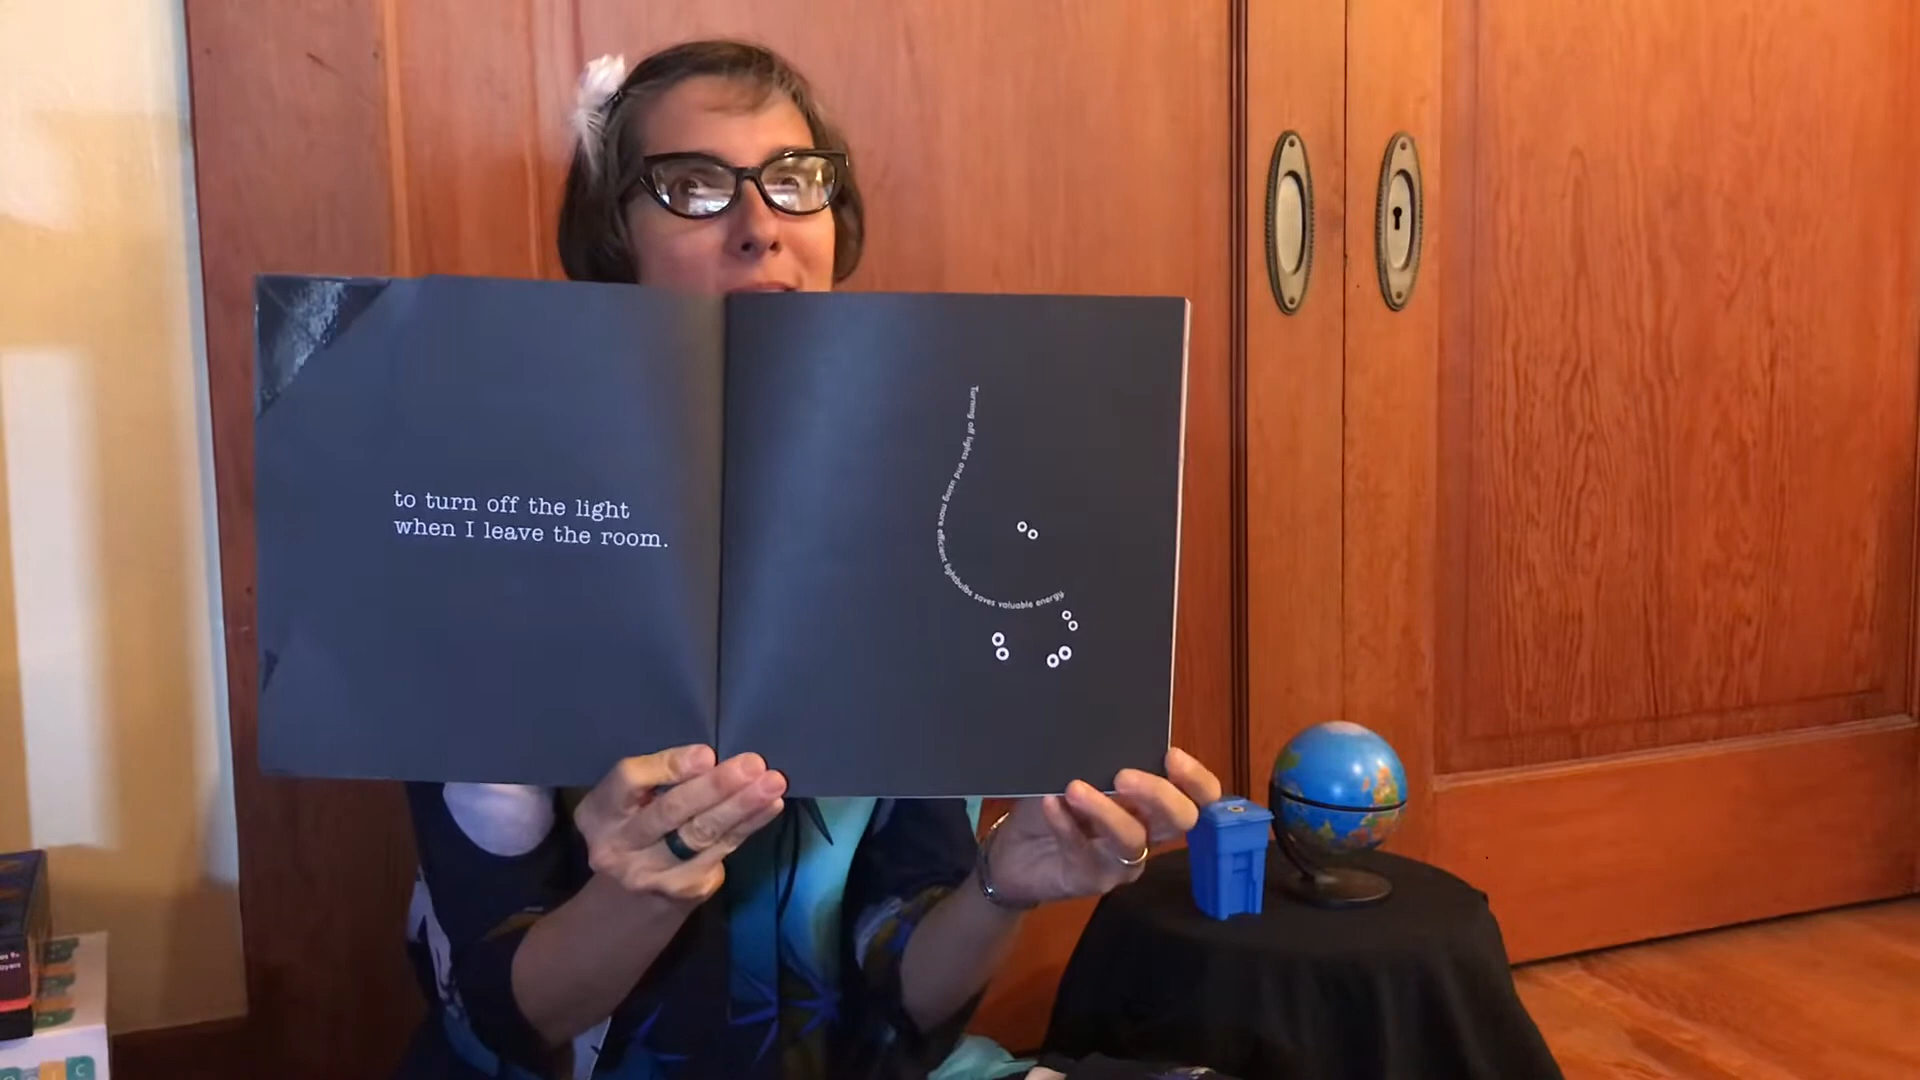 to turn off the light
when I leave the room.
Turning off lights and using more efficient lightbulbs saves valuable energy